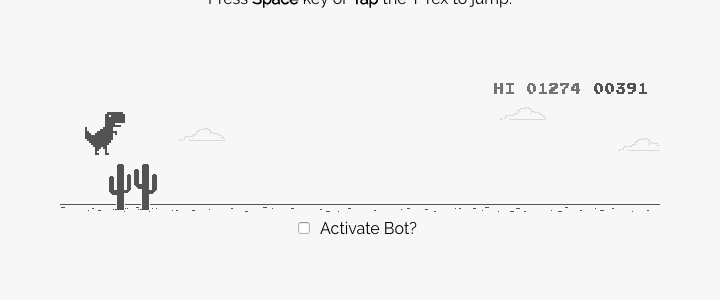 Press Space key or Tap the T-rex to jump.
HI 01274 00391
Activate Bot?